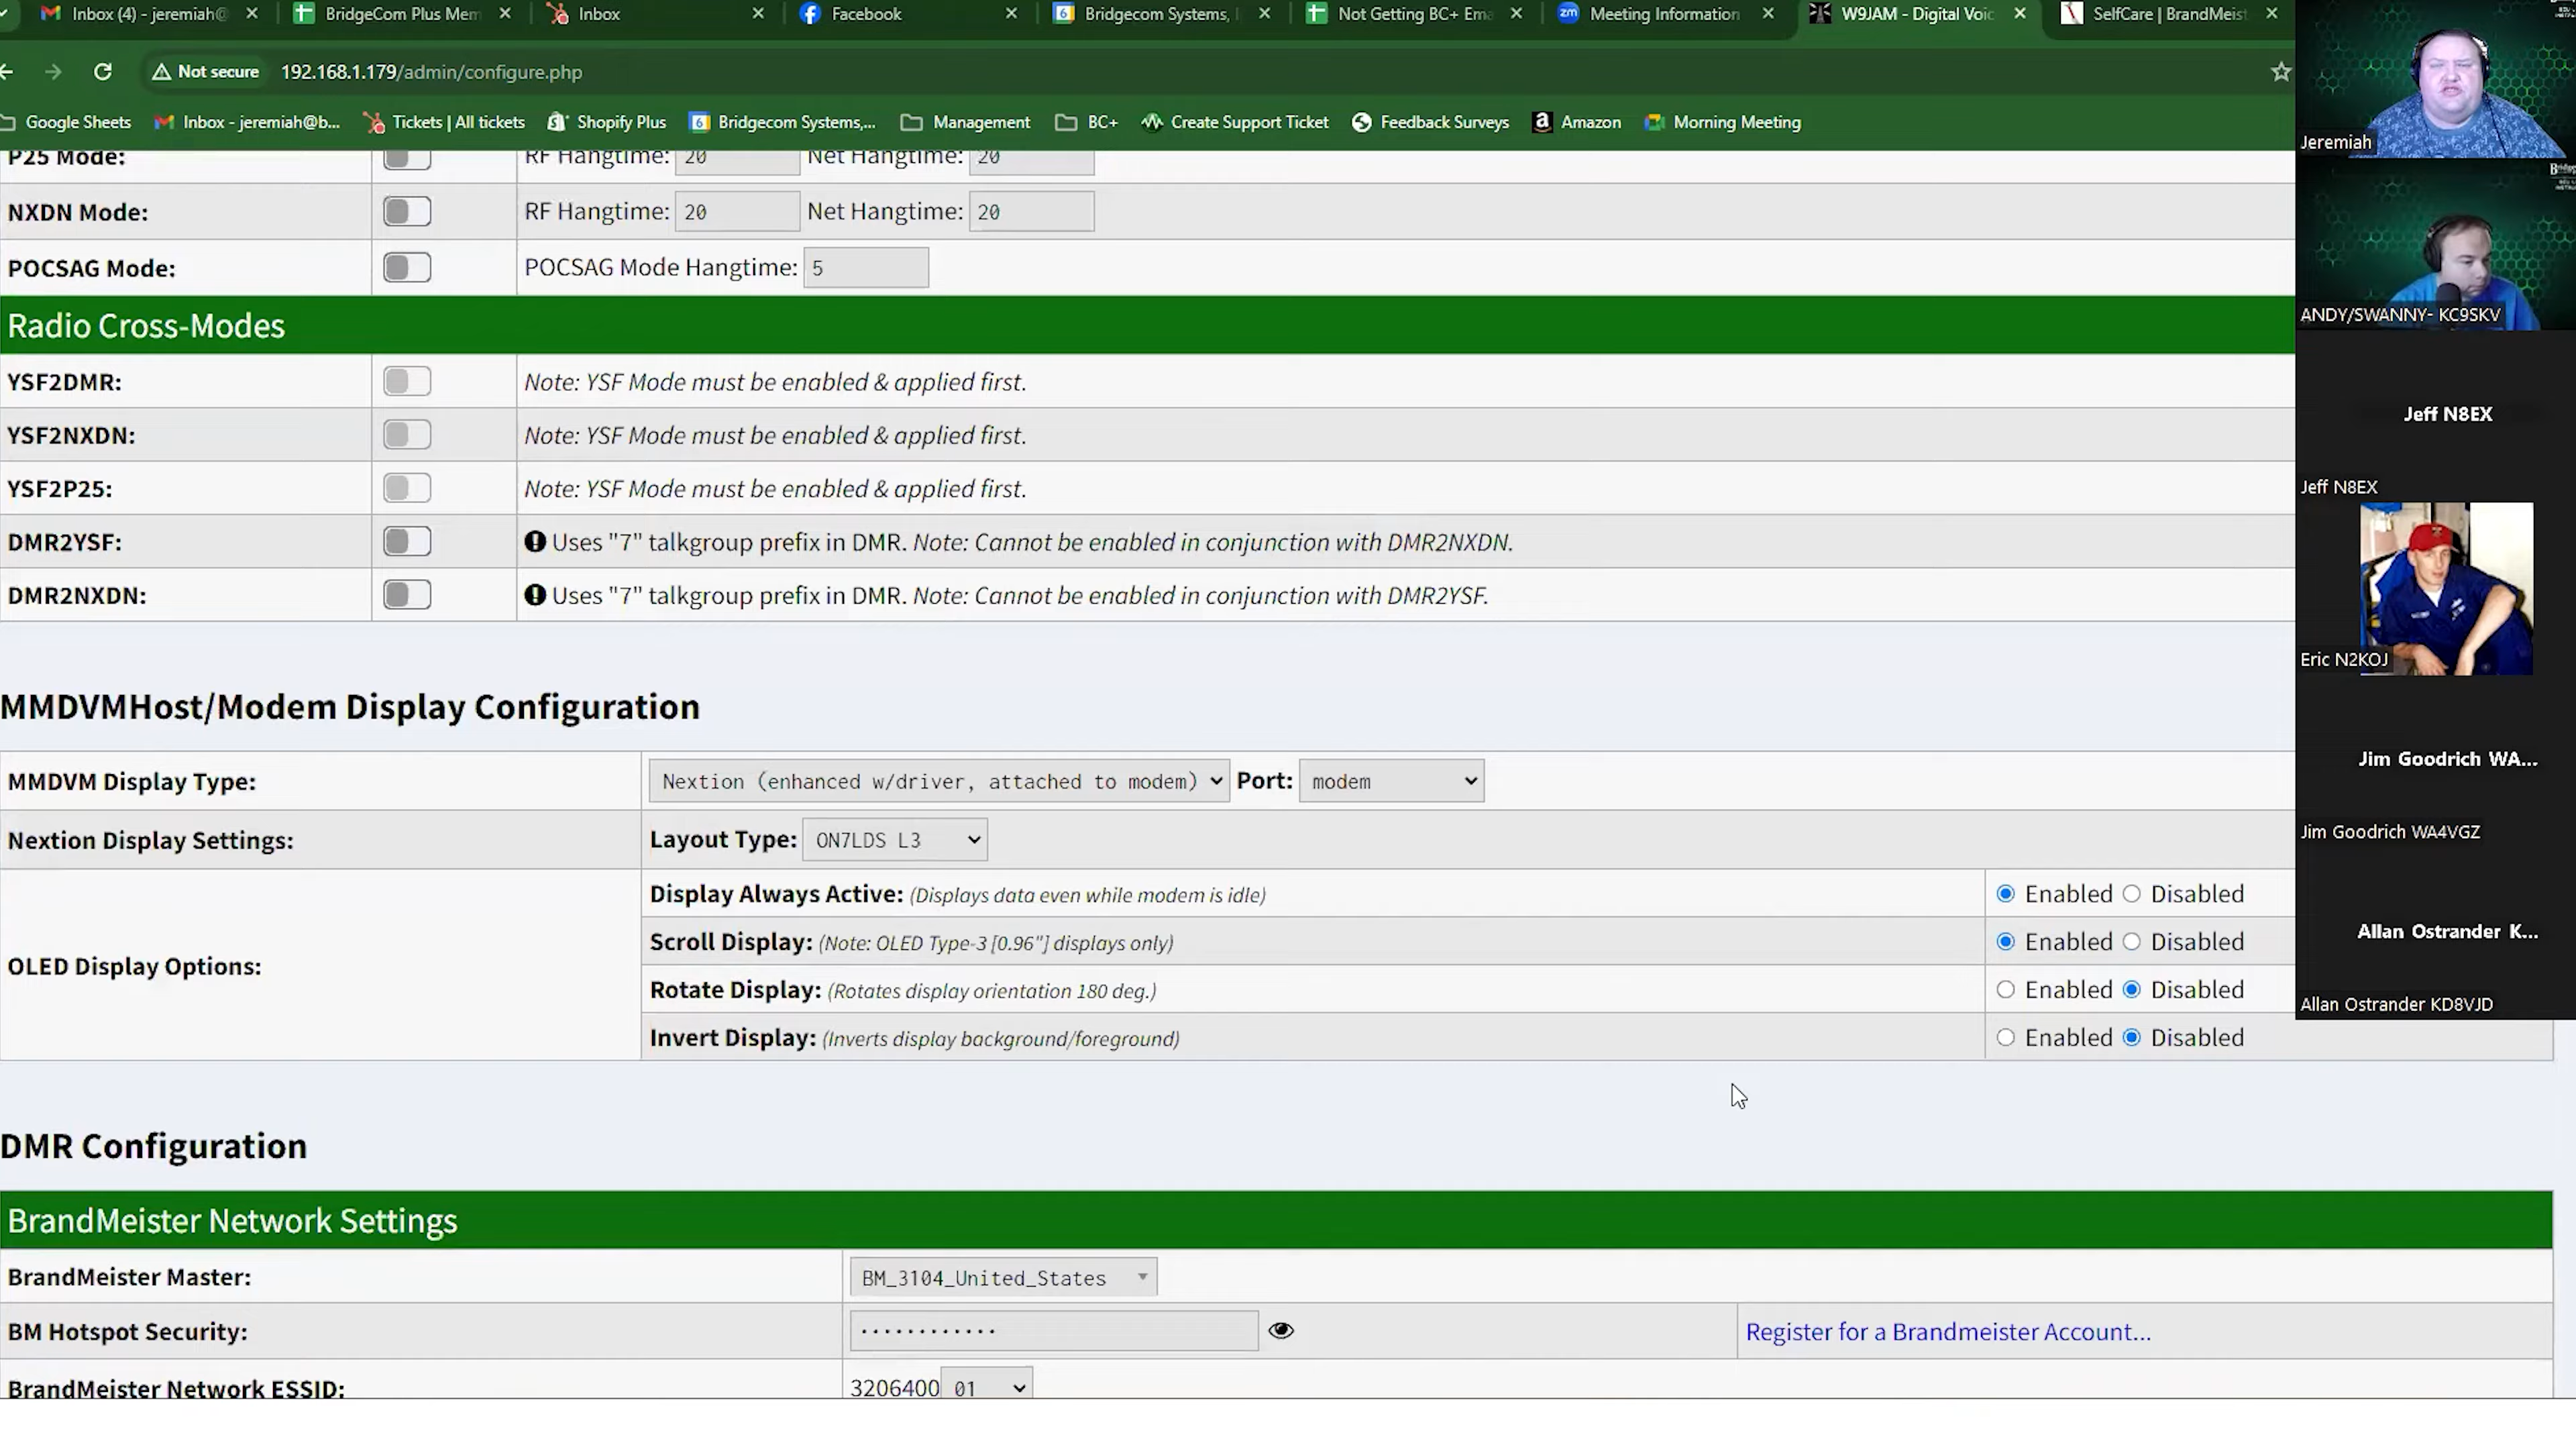 Inbox (4) - jeremiah@
BridgeCom Plus Mem
Inbox
Facebook
Bridgecom Systems,
Not Getting BC+ Ema
Meeting Information
W9JAM - Digital Voic
SelfCare | BrandMeist
Not secure 192.168.1.179/admin/configure.php
Google Sheets
Inbox - jeremiah@b...
Tickets | All tickets
Shopify Plus
Bridgecom Systems,...
Management
BC+
Create Support Ticket
Feedback Surveys
Amazon
Morning Meeting
P25 Mode: RF Hangtime: 20 Net Hangtime: 20
NXDN Mode: RF Hangtime: 20 Net Hangtime: 20
POCSAG Mode: POCSAG Mode Hangtime: 5
Radio Cross-Modes
YSF2DMR: Note: YSF Mode must be enabled & applied first.
YSF2NXDN: Note: YSF Mode must be enabled & applied first.
YSF2P25: Note: YSF Mode must be enabled & applied first.
DMR2YSF: Uses "7" talkgroup prefix in DMR. Note: Cannot be enabled in conjunction with DMR2NXDN.
DMR2NXDN: Uses "7" talkgroup prefix in DMR. Note: Cannot be enabled in conjunction with DMR2YSF.
MMDVMHost/Modem Display Configuration
MMDVM Display Type: Nextion (enhanced w/driver, attached to modem) Port: modem
Nextion Display Settings: Layout Type: ON7LDS L3
OLED Display Options:
Display Always Active: (Displays data even while modem is idle) Enabled Disabled
Scroll Display: (Note: OLED Type-3 [0.96"] displays only) Enabled Disabled
Rotate Display: (Rotates display orientation 180 deg.) Enabled Disabled
Invert Display: (Inverts display background/foreground) Enabled Disabled
DMR Configuration
BrandMeister Network Settings
BrandMeister Master: BM_3104_United_States
BM Hotspot Security: ············ Register for a Brandmeister Account...
BrandMeister Network ESSID: 3206400 01
Jeremiah
ANDY/SWANNY- KC9SKV
Jeff N8EX
Jeff N8EX
Eric N2KOJ
Jim Goodrich WA...
Jim Goodrich WA4VGZ
Allan Ostrander K...
Allan Ostrander KD8VJD